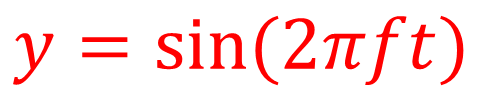 y = sin(2πft)